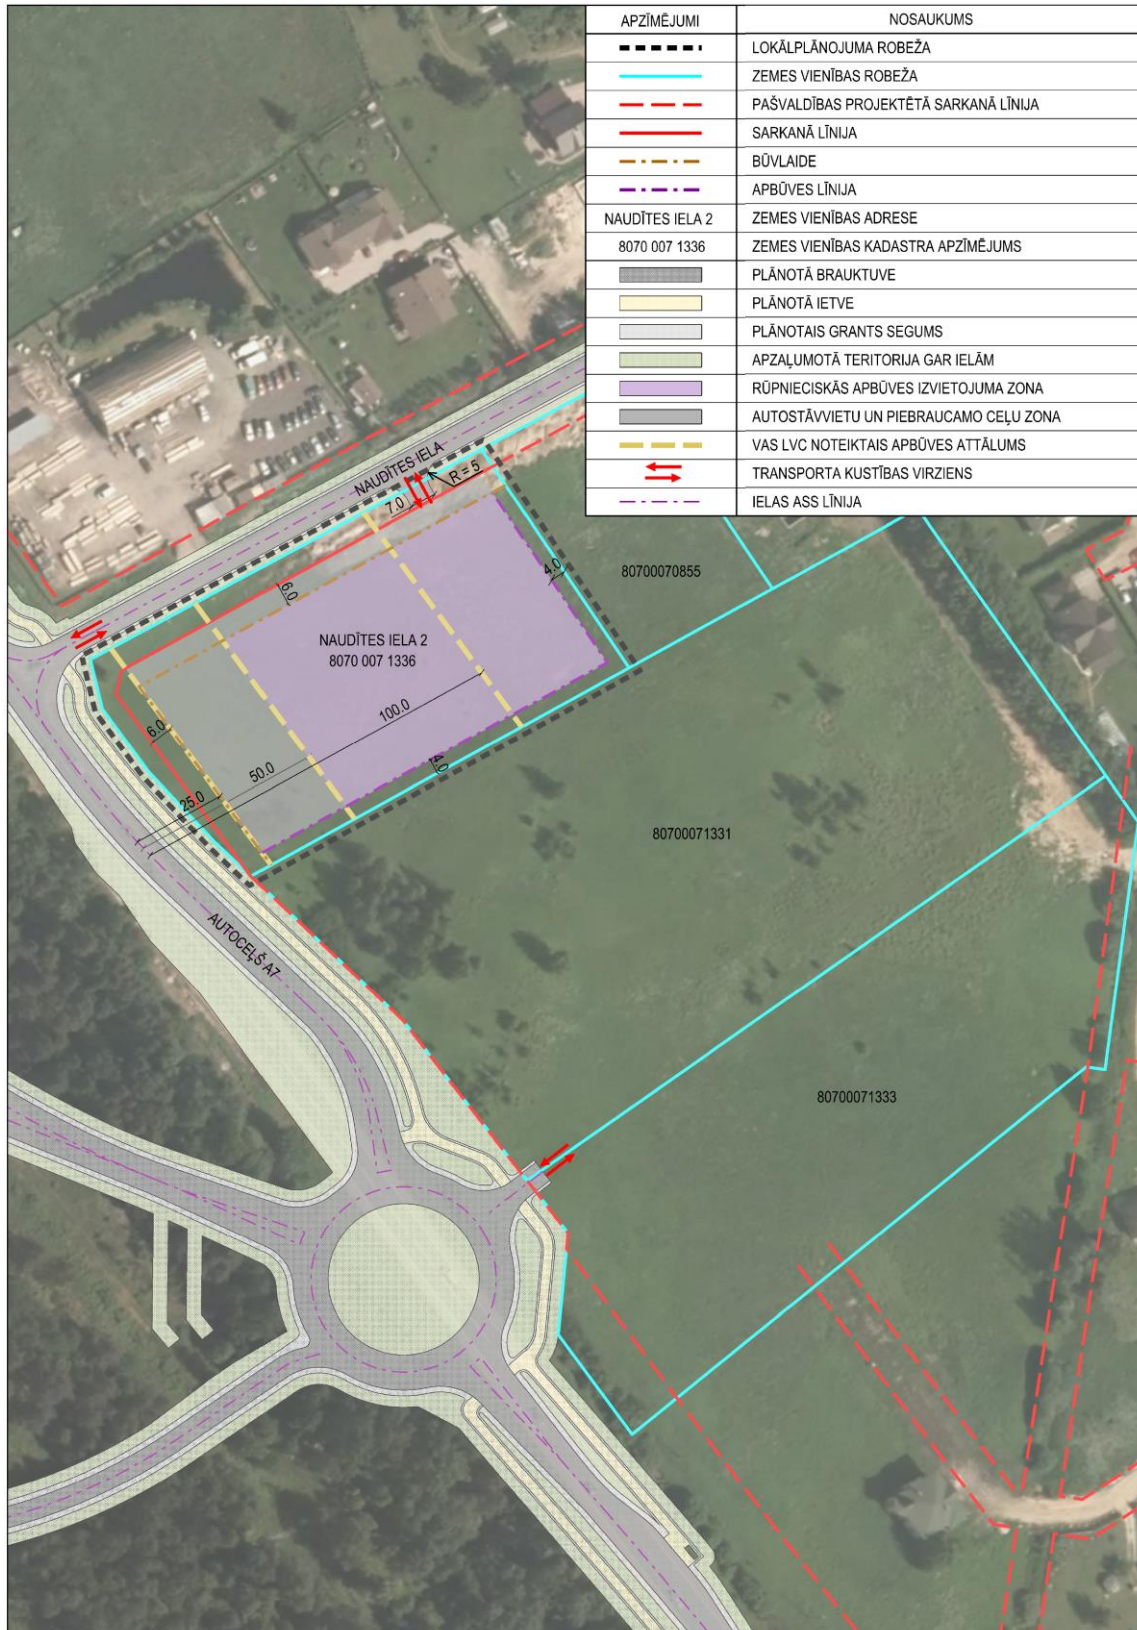 APZĪMĒJUMI NOSAUKUMS
LOKĀLPLĀNOJUMA ROBEŽA
ZEMES VIENĪBAS ROBEŽA
PAŠVALDĪBAS PROJEKTĒTĀ SARKANĀ LĪNIJA
SARKANĀ LĪNIJA
BŪVLAIDE
APBŪVES LĪNIJA
NAUDĪTES IELA 2 ZEMES VIENĪBAS ADRESE
8070 007 1336 ZEMES VIENĪBAS KADASTRA APZĪMĒJUMS
PLĀNOTĀ BRAUKTUVE
PLĀNOTĀ IETVE
PLĀNOTAIS GRANTS SEGUMS
APZAĻUMOTĀ TERITORIJA GAR IELĀM
RŪPNIECISKĀS APBŪVES IZVIETOJUMA ZONA
AUTOSTĀVVIETU UN PIEBRAUCAMO CEĻU ZONA
VAS LVC NOTEIKTAIS APBŪVES ATTĀLUMS
TRANSPORTA KUSTĪBAS VIRZIENS
IELAS ASS LĪNIJA
NAUDĪTES IELA
R = 5
7.0
4.0
80700070855
6.0
NAUDĪTES IELA 2
8070 007 1336
100.0
6.0
50.0
4.0
25.0
80700071331
AUTOCEĻŠ A7
80700071333